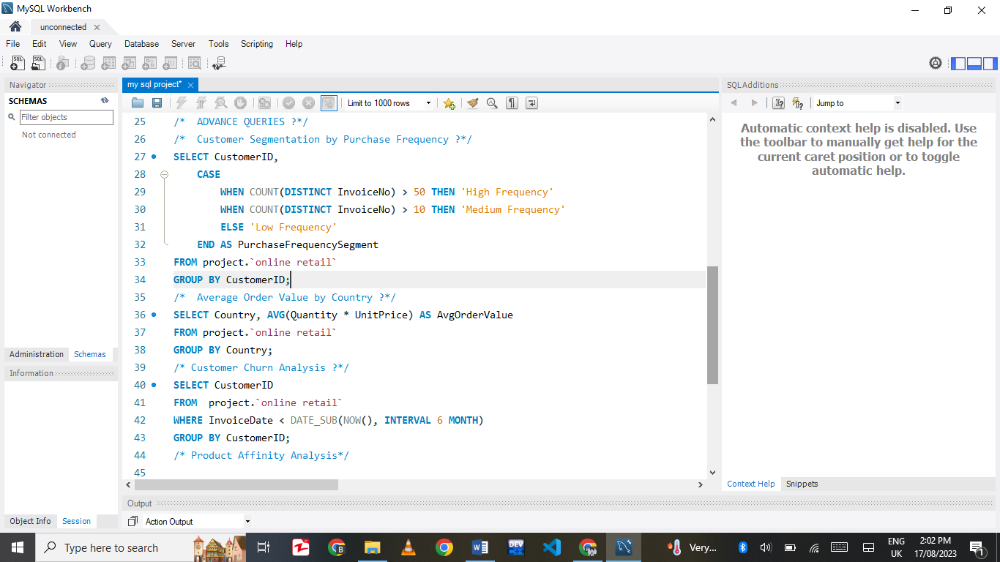 MySQL Workbench
unconnected
File Edit View Query Database Server Tools Scripting Help
Navigator
SCHEMAS
Filter objects
Not connected
Administration Schemas
Information
Object Info Session
my sql project*
Limit to 1000 rows
25 /*  ADVANCE QUERIES ?*/
26 /*  Customer Segmentation by Purchase Frequency ?*/
27 SELECT CustomerID,
28     CASE
29         WHEN COUNT(DISTINCT InvoiceNo) > 50 THEN 'High Frequency'
30         WHEN COUNT(DISTINCT InvoiceNo) > 10 THEN 'Medium Frequency'
31         ELSE 'Low Frequency'
32     END AS PurchaseFrequencySegment
33 FROM project.`online retail`
34 GROUP BY CustomerID;
35 /*  Average Order Value by Country ?*/
36 SELECT Country, AVG(Quantity * UnitPrice) AS AvgOrderValue
37 FROM project.`online retail`
38 GROUP BY Country;
39 /* Customer Churn Analysis ?*/
40 SELECT CustomerID
41 FROM  project.`online retail`
42 WHERE InvoiceDate < DATE_SUB(NOW(), INTERVAL 6 MONTH)
43 GROUP BY CustomerID;
44 /* Product Affinity Analysis*/
45
Output
Action Output
SQLAdditions
Jump to
Automatic context help is disabled. Use
the toolbar to manually get help for the
current caret position or to toggle
automatic help.
Context Help Snippets
Type here to search
Very...
ENG
UK
2:02 PM
17/08/2023
1